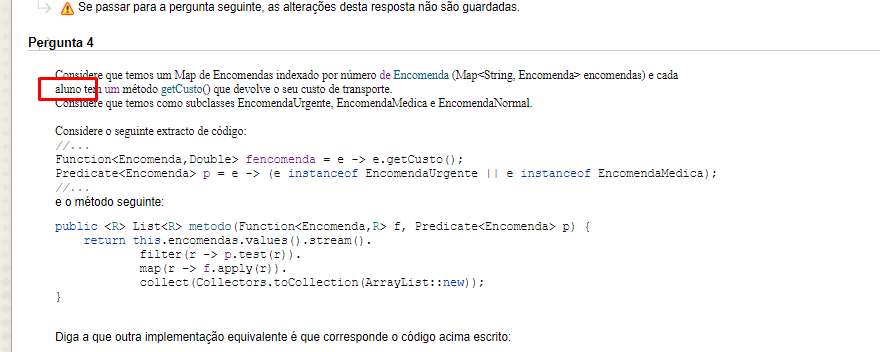 Se passar para a pergunta seguinte, as alterações desta resposta não são guardadas.
Pergunta 4
Considere que temos um Map de Encomendas indexado por número de Encomenda (Map<String, Encomenda> encomendas) e cada
aluno tem um método getCusto() que devolve o seu custo de transporte.
Considere que temos como subclasses EncomendaUrgente, EncomendaMedica e EncomendaNormal.
Considere o seguinte extracto de código:
//...
Function<Encomenda,Double> fencomenda = e -> e.getCusto();
Predicate<Encomenda> p = e -> (e instanceof EncomendaUrgente || e instanceof EncomendaMedica);
//...
e o método seguinte:
public <R> List<R> metodo(Function<Encomenda,R> f, Predicate<Encomenda> p) {
    return this.encomendas.values().stream().
            filter(r -> p.test(r)).
            map(r -> f.apply(r)).
            collect(Collectors.toCollection(ArrayList::new));
}
Diga a que outra implementação equivalente é que corresponde o código acima escrito: